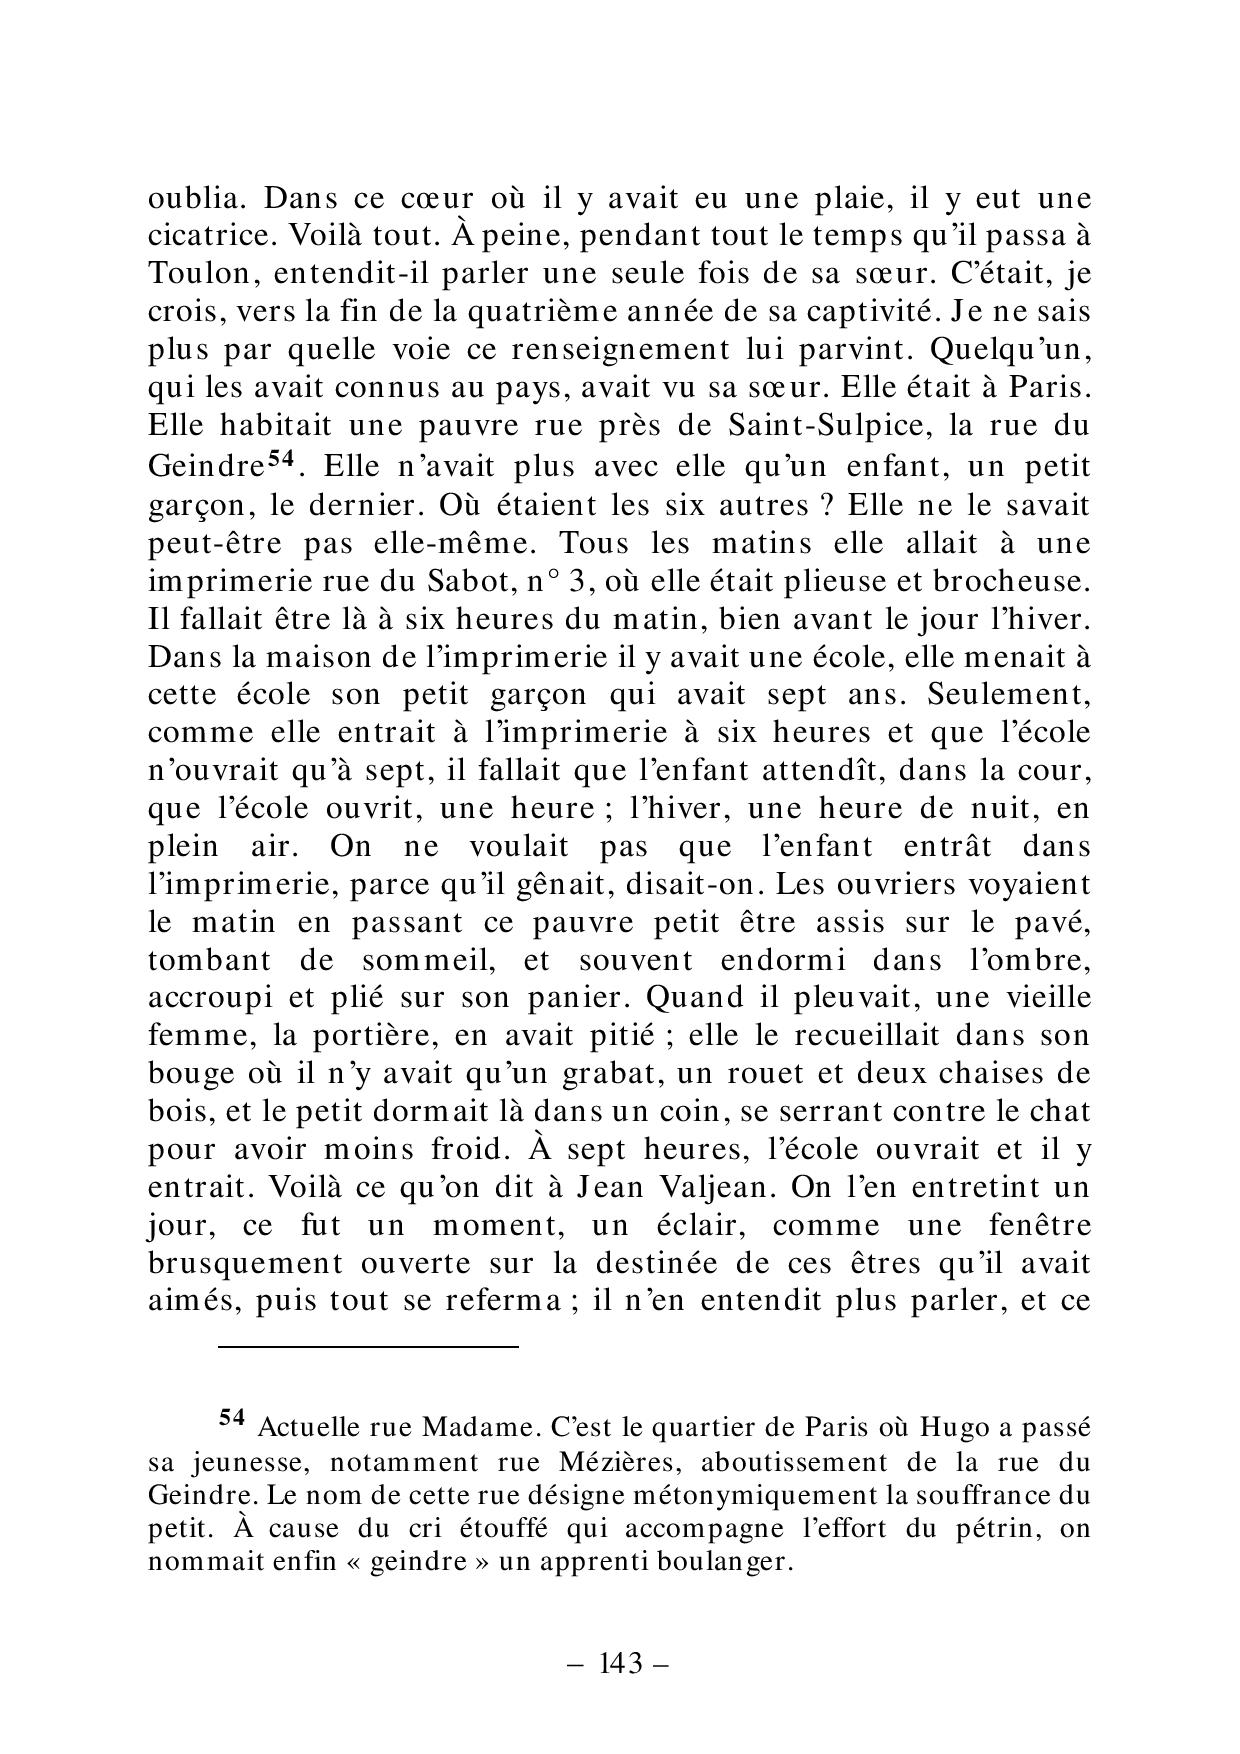 oublia. Dans ce cœur où il y avait eu une plaie, il y eut une
cicatrice. Voilà tout. À peine, pendant tout le temps qu’il passa à
Toulon, entendit-il parler une seule fois de sa sœur. C’était, je
crois, vers la fin de la quatrième année de sa captivité. Je ne sais
plus par quelle voie ce renseignement lui parvint. Quelqu’un,
qui les avait connus au pays, avait vu sa sœur. Elle était à Paris.
Elle habitait une pauvre rue près de Saint-Sulpice, la rue du
Geindre54. Elle n’avait plus avec elle qu’un enfant, un petit
garçon, le dernier. Où étaient les six autres ? Elle ne le savait
peut-être pas elle-même. Tous les matins elle allait à une
imprimerie rue du Sabot, n° 3, où elle était plieuse et brocheuse.
Il fallait être là à six heures du matin, bien avant le jour l’hiver.
Dans la maison de l’imprimerie il y avait une école, elle menait à
cette école son petit garçon qui avait sept ans. Seulement,
comme elle entrait à l’imprimerie à six heures et que l’école
n’ouvrait qu’à sept, il fallait que l’enfant attendît, dans la cour,
que l’école ouvrit, une heure ; l’hiver, une heure de nuit, en
plein air. On ne voulait pas que l’enfant entrât dans
l’imprimerie, parce qu’il gênait, disait-on. Les ouvriers voyaient
le matin en passant ce pauvre petit être assis sur le pavé,
tombant de sommeil, et souvent endormi dans l’ombre,
accroupi et plié sur son panier. Quand il pleuvait, une vieille
femme, la portière, en avait pitié ; elle le recueillait dans son
bouge où il n’y avait qu’un grabat, un rouet et deux chaises de
bois, et le petit dormait là dans un coin, se serrant contre le chat
pour avoir moins froid. À sept heures, l’école ouvrait et il y
entrait. Voilà ce qu’on dit à Jean Valjean. On l’en entretint un
jour, ce fut un moment, un éclair, comme une fenêtre
brusquement ouverte sur la destinée de ces êtres qu’il avait
aimés, puis tout se referma ; il n’en entendit plus parler, et ce
54 Actuelle rue Madame. C’est le quartier de Paris où Hugo a passé
sa jeunesse, notamment rue Mézières, aboutissement de la rue du
Geindre. Le nom de cette rue désigne métonymiquement la souffrance du
petit. À cause du cri étouffé qui accompagne l’effort du pétrin, on
nommait enfin « geindre » un apprenti boulanger.
– 143 –